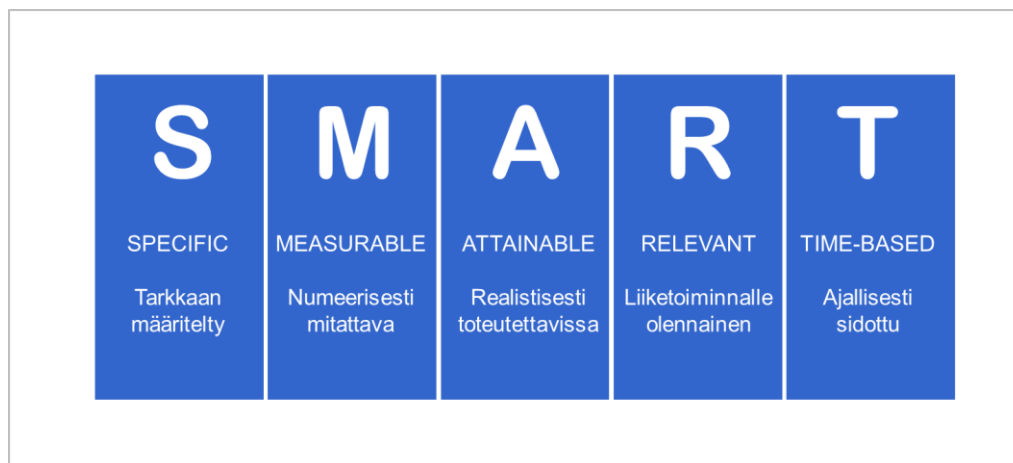 S M A R T
SPECIFIC MEASURABLE ATTAINABLE RELEVANT TIME-BASED
Tarkkaan Numeerisesti Realistisesti Liiketoiminnalle Ajallisesti
määritelty mitattava toteutettavissa olennainen sidottu